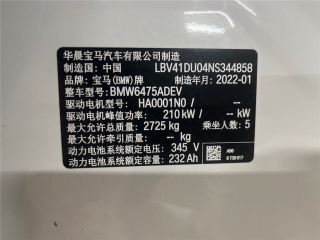 华晨宝马汽车有限公司制造
制造国：中国 LBV41DU04NS344858
品牌：宝马(BMW)牌 制造年月：2022-01
整车型号：BMW6475ADEV
驱动电机型号：HA0001N0 / --
驱动电机峰值功率：210 kW / -- kW
最大允许总质量：2725 kg 乘坐人数：5
最大允许牵引质量：-- kg
动力电池系统额定电压：345 V
动力电池系统额定容量：232 Ah